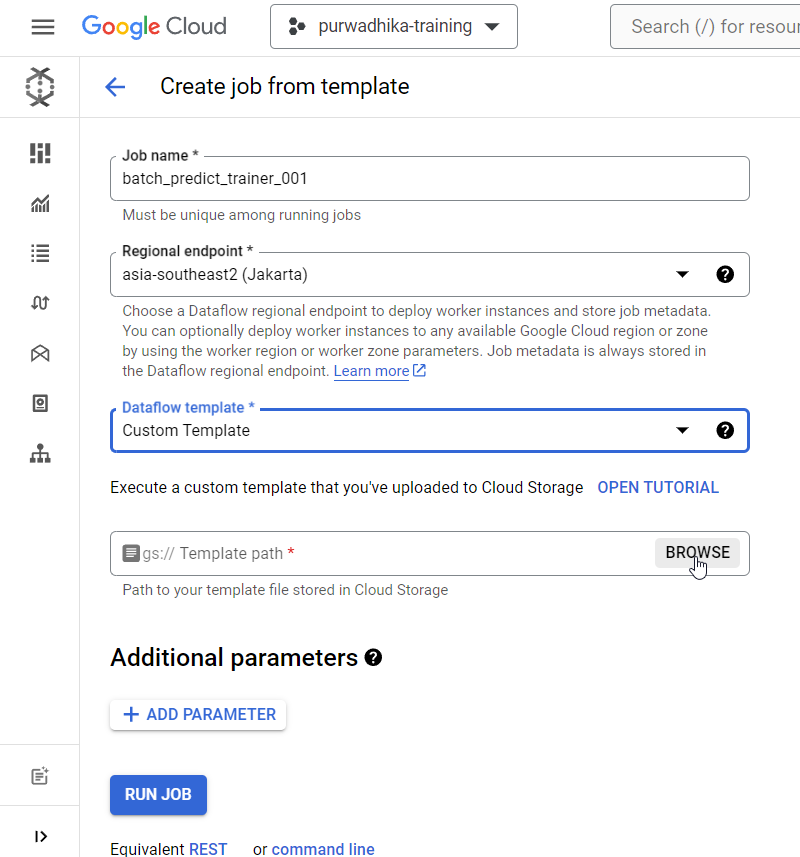 Google Cloud
purwadhika-training
Search (/) for resour
Create job from template
Job name *
batch_predict_trainer_001
Must be unique among running jobs
Regional endpoint *
asia-southeast2 (Jakarta)
Choose a Dataflow regional endpoint to deploy worker instances and store job metadata.
You can optionally deploy worker instances to any available Google Cloud region or zone
by using the worker region or worker zone parameters. Job metadata is always stored in
the Dataflow regional endpoint. Learn more
Dataflow template *
Custom Template
Execute a custom template that you've uploaded to Cloud Storage OPEN TUTORIAL
gs:// Template path *
BROWSE
Path to your template file stored in Cloud Storage
Additional parameters
ADD PARAMETER
RUN JOB
Equivalent REST or command line